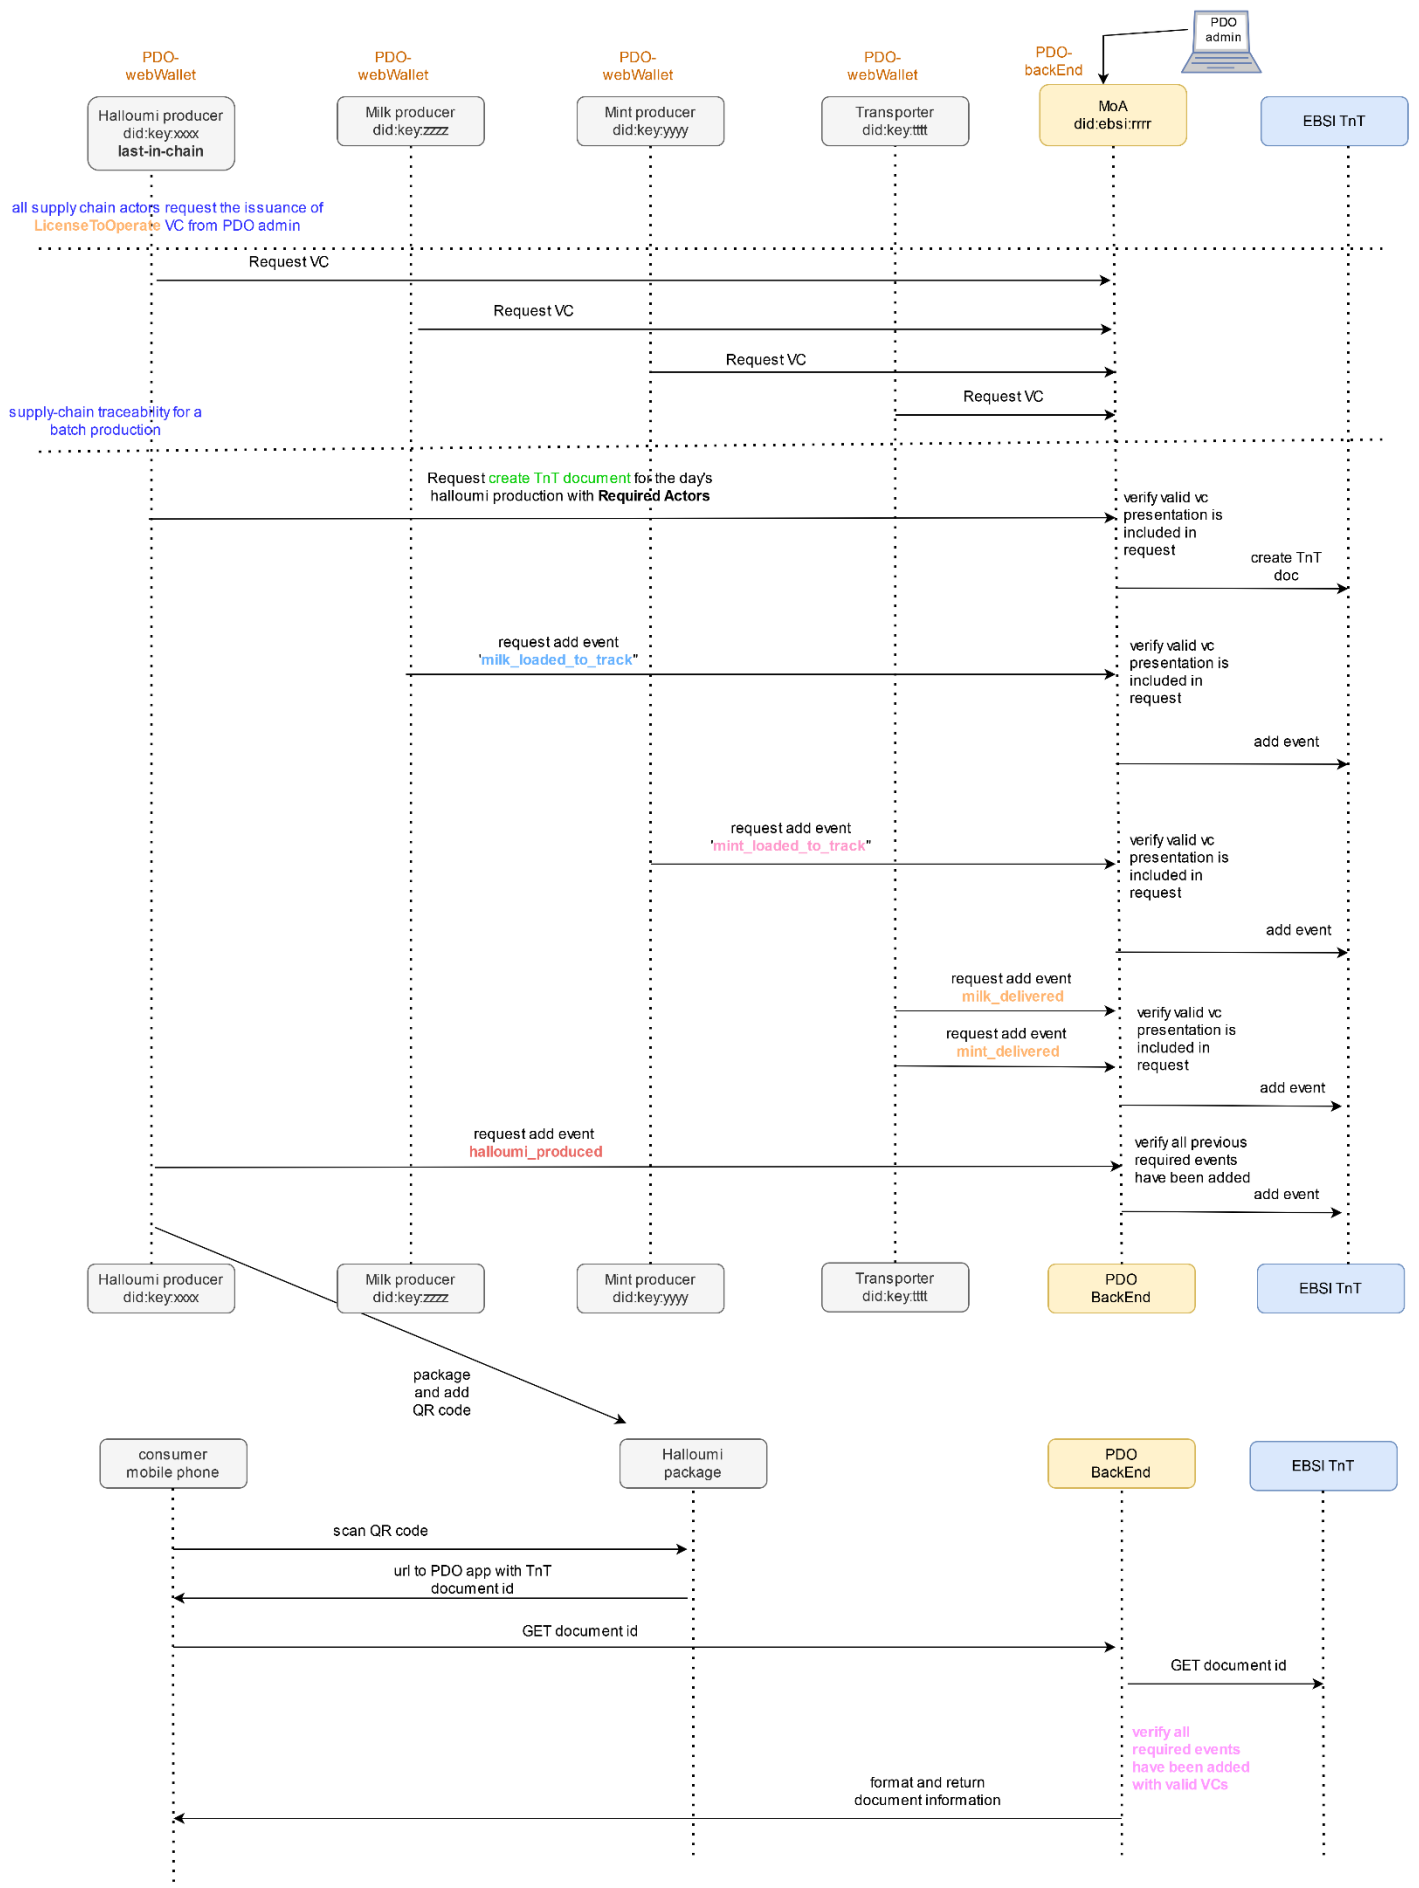 PDO
admin
PDO-
webWallet
PDO-
webWallet
PDO-
webWallet
PDO-
webWallet
PDO-
backEnd
Halloumi producer
did:key:xxxx
last-in-chain
Milk producer
did:key:zzzz
Mint producer
did:key:yyyy
Transporter
did:key:tttt
MoA
did:ebsi:rrrr
EBSI TnT
all supply chain actors request the issuance of
LicenseToOperate VC from PDO admin
Request VC
Request VC
Request VC
Request VC
supply-chain traceability for a
batch production
Request create TnT document for the day's
halloumi production with Required Actors
verify valid vc
presentation is
included in
request
create TnT
doc
request add event
'milk_loaded_to_track"
verify valid vc
presentation is
included in
request
add event
request add event
'mint_loaded_to_track"
verify valid vc
presentation is
included in
request
add event
request add event
milk_delivered
request add event
mint_delivered
verify valid vc
presentation is
included in
request
add event
request add event
halloumi_produced
verify all previous
required events
have been added
add event
Halloumi producer
did:key:xxxx
Milk producer
did:key:zzzz
Mint producer
did:key:yyyy
Transporter
did:key:tttt
PDO
BackEnd
EBSI TnT
package
and add
QR code
consumer
mobile phone
Halloumi
package
PDO
BackEnd
EBSI TnT
scan QR code
url to PDO app with TnT
document id
GET document id
GET document id
verify all
required events
have been added
with valid VCs
format and return
document information